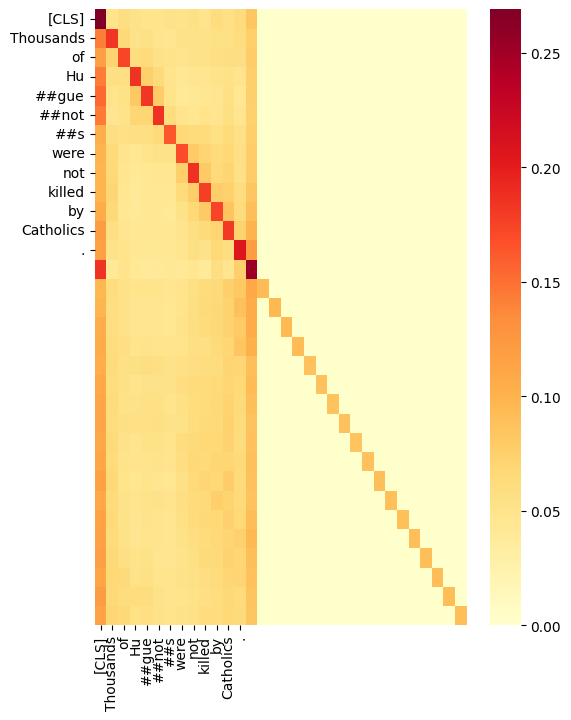 [CLS]
Thousands
of
Hu
##gue
##not
##s
were
not
killed
by
Catholics
.
[CLS]
Thousands
of
Hu
##gue
##not
##s
were
not
killed
by
Catholics
.
0.25
0.20
0.15
0.10
0.05
0.00